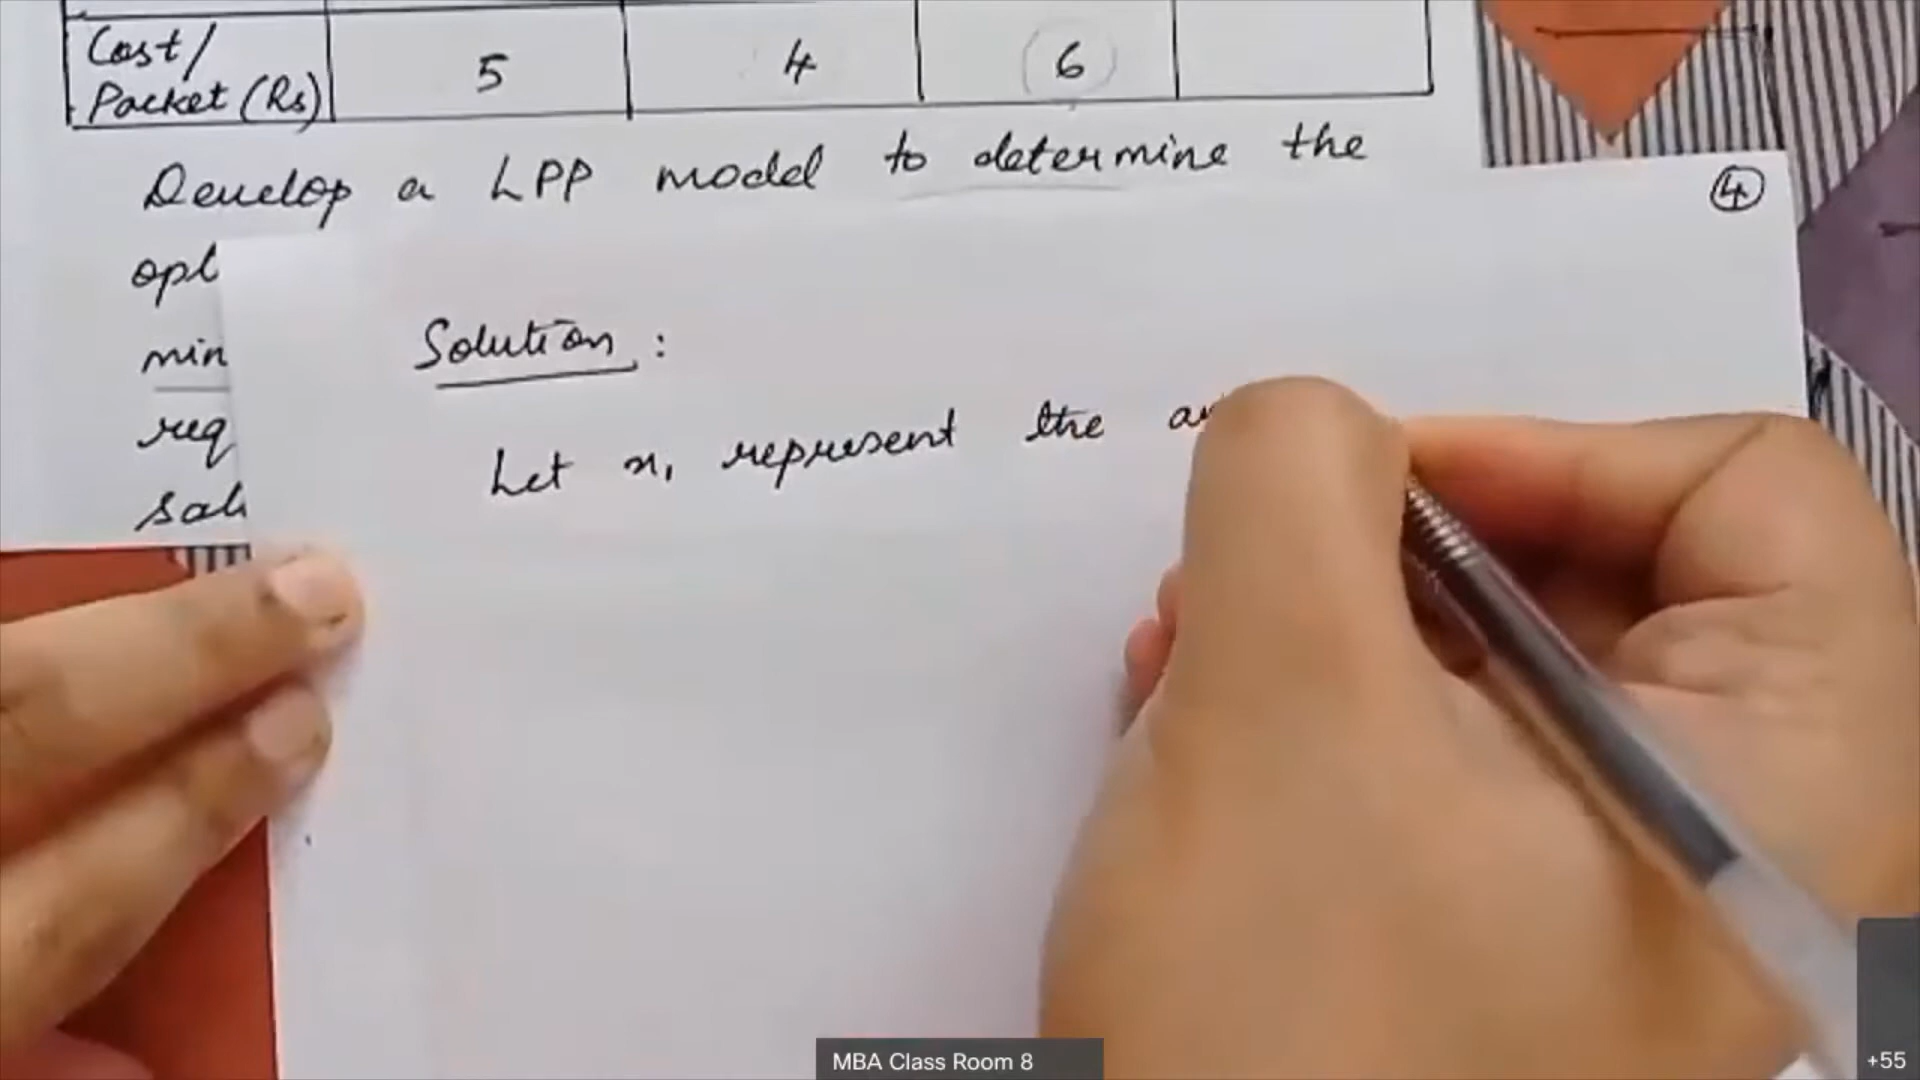 Cost/
Packet (Rs) 5 4 6
Develop a LPP model to determine the
④
Solution :
Let x₁ represent the
MBA Class Room 8
+55